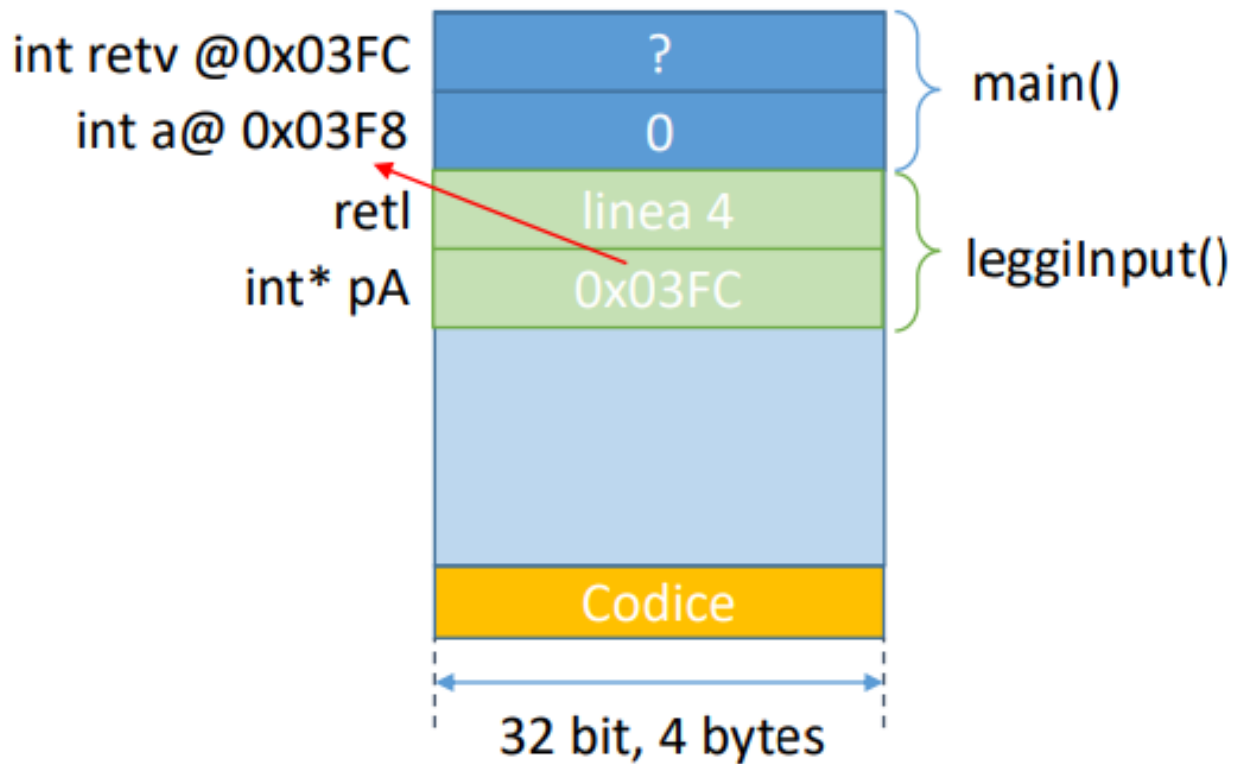 int retv @0x03FC
?
main()
int a@ 0x03F8
0
retl
linea 4
leggiInput()
int* pA
0x03FC
Codice
32 bit, 4 bytes